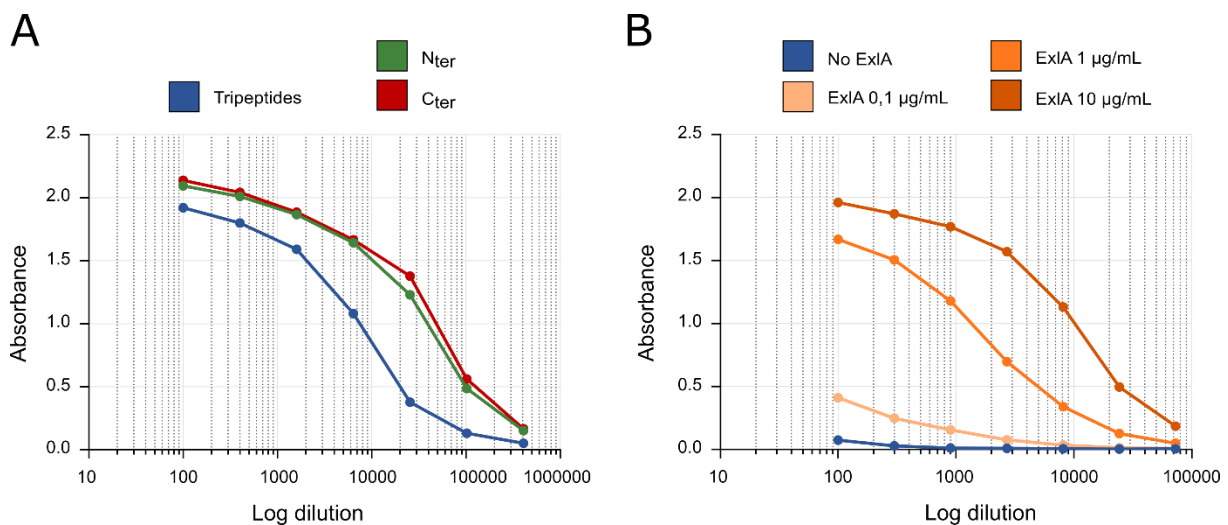 A
Nter
Tripeptides
Cter
2.5
2.0
1.5
1.0
0.5
0.0
Absorbance
10 100 1000 10000 100000 1000000
Log dilution
B
No ExlA
ExlA 1 µg/mL
ExlA 0,1 µg/mL
ExlA 10 µg/mL
2.5
2.0
1.5
1.0
0.5
0.0
Absorbance
10 100 1000 10000 100000
Log dilution